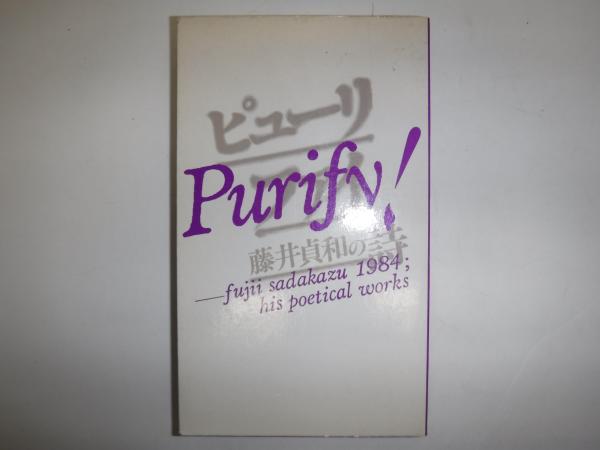 ピューリ
Purify!
藤井貞和の詩
—fujii sadakazu 1984;
his poetical works